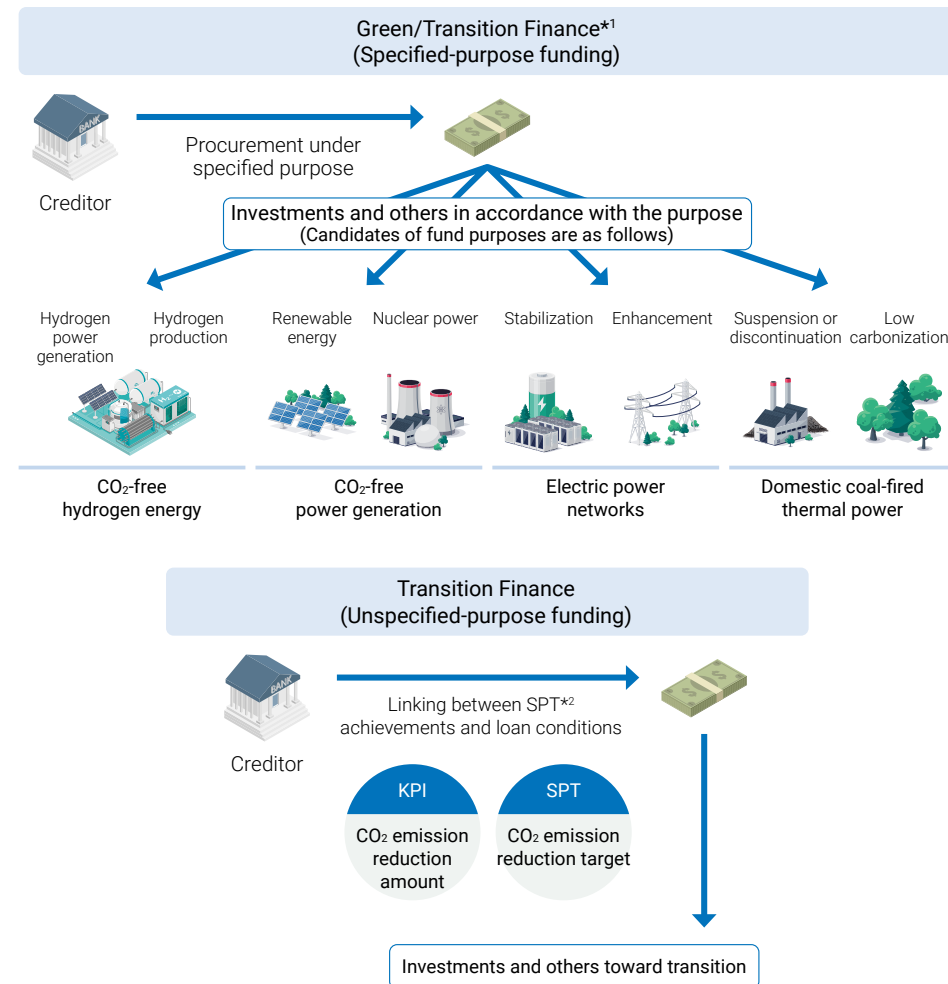 Green/Transition Finance*1
(Specified-purpose funding)
BANK
Creditor
Procurement under
specified purpose
Investments and others in accordance with the purpose
(Candidates of fund purposes are as follows)
Hydrogen
power
generation
Hydrogen
production
Renewable
energy
Nuclear power
Stabilization
Enhancement
Suspension or
discontinuation
Low
carbonization
CO₂-free
hydrogen energy
CO₂-free
power generation
Electric power
networks
Domestic coal-fired
thermal power
Transition Finance
(Unspecified-purpose funding)
BANK
Creditor
Linking between SPT*2
achievements and loan conditions
KPI
CO₂ emission
reduction
amount
SPT
CO₂ emission
reduction target
Investments and others toward transition